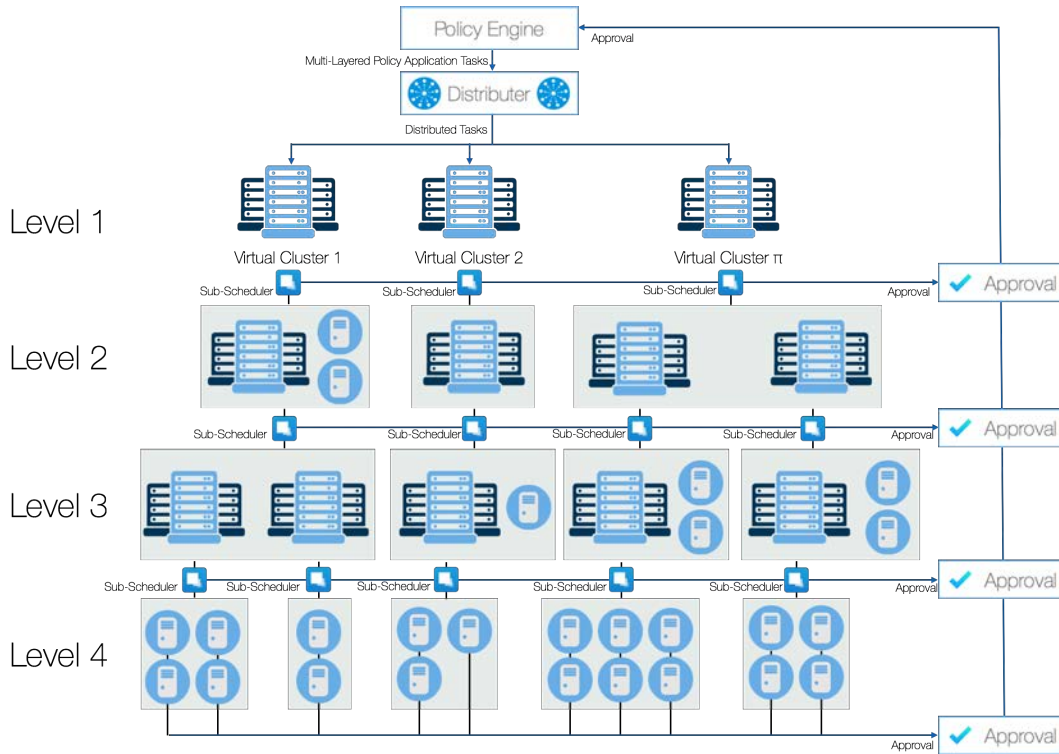 Policy Engine
Approval
Multi-Layered Policy Application Tasks
Distributer
Distributed Tasks
Level 1
Virtual Cluster 1
Virtual Cluster 2
Virtual Cluster π
Approval
Sub-Scheduler
Sub-Scheduler
Sub-Scheduler
Approval
Level 2
Approval
Sub-Scheduler
Sub-Scheduler
Sub-Scheduler
Sub-Scheduler
Approval
Level 3
Approval
Sub-Scheduler
Sub-Scheduler
Sub-Scheduler
Sub-Scheduler
Sub-Scheduler
Approval
Level 4
Approval
Approval